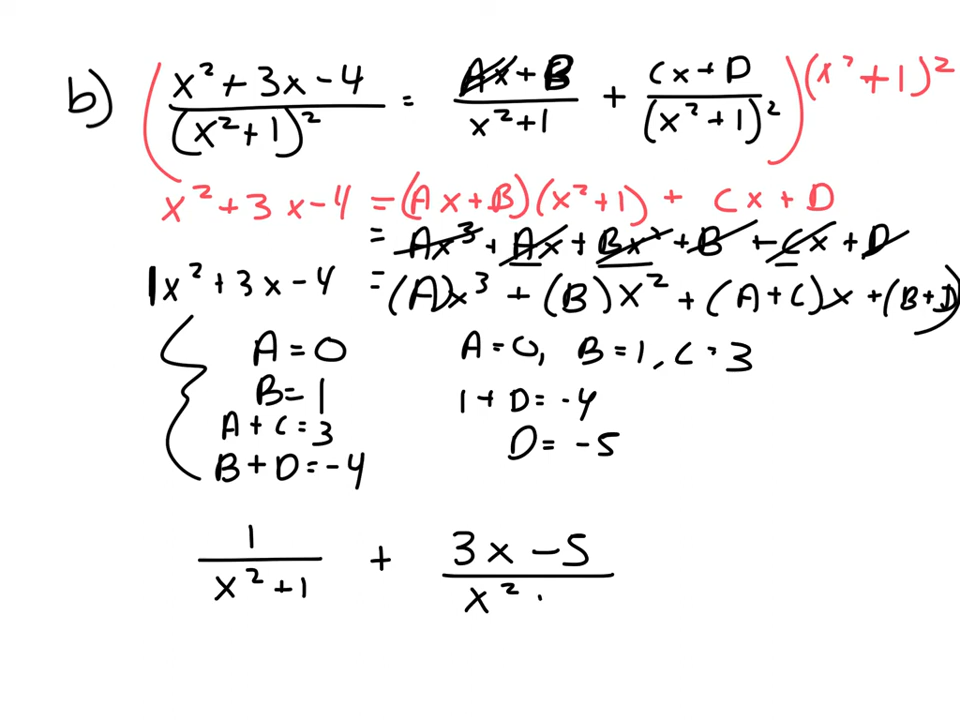 b) (x² + 3x - 4 / (x² + 1)² = Ax + B / x² + 1 + Cx + D / (x² + 1)²) (x² + 1)²
x² + 3x - 4 = (Ax + B)(x² + 1) + Cx + D
= Ax³ + Ax + Bx² + B + Cx + D
1x² + 3x - 4 = (A)x³ + (B)x² + (A+C)x + (B+D)
A = 0 A = 0, B = 1, C = 3
B = 1 1 + D = -4
A + C = 3
D = -5
B + D = -4
1 / x² + 1 + 3x - 5 / x²